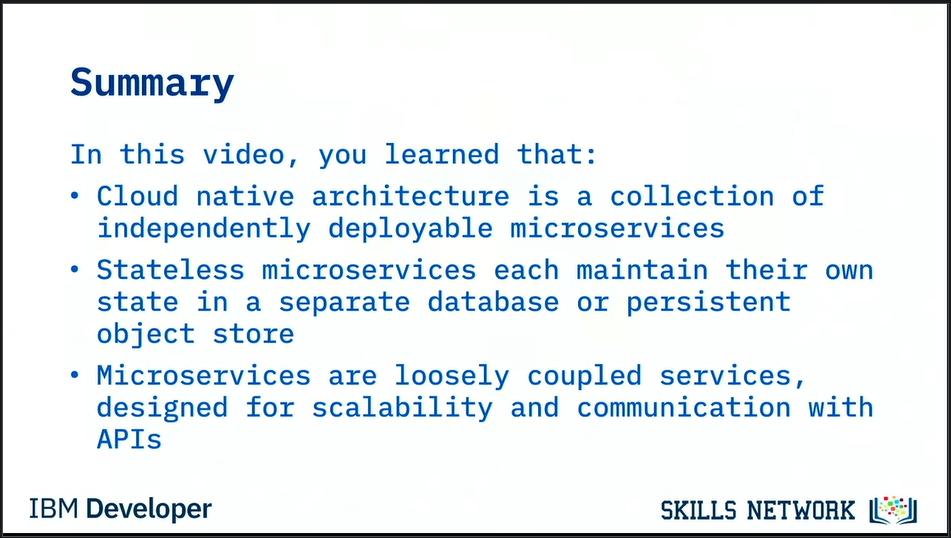 Summary
In this video, you learned that:
• Cloud native architecture is a collection of
independently deployable microservices
• Stateless microservices each maintain their own
state in a separate database or persistent
object store
• Microservices are loosely coupled services,
designed for scalability and communication with
APIs
IBM Developer
SKILLS NETWORK